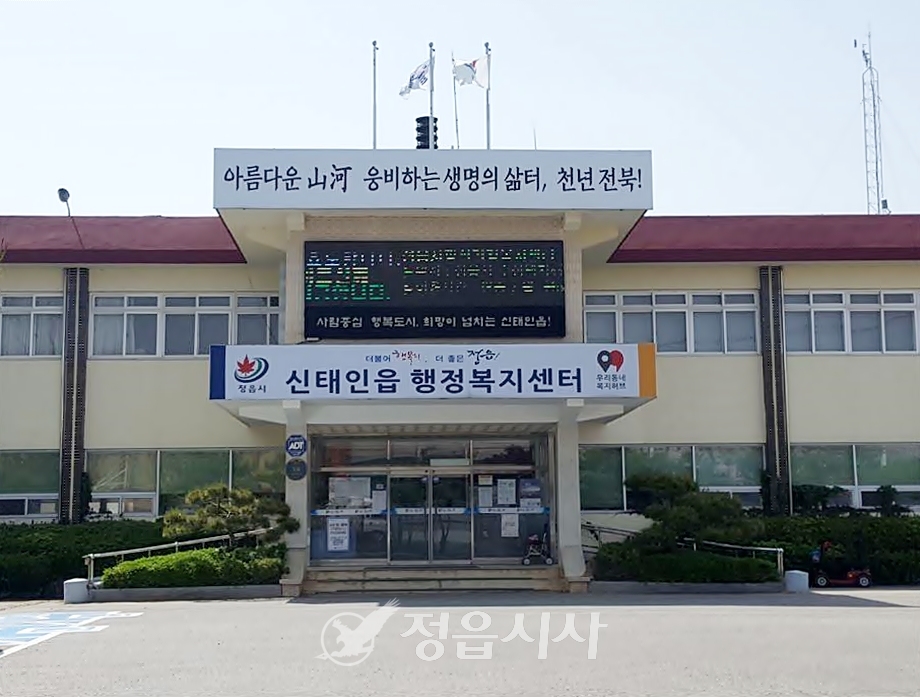 아름다운 山河 웅비하는 생명의 삶터, 천년 전북!
사람중심 행복도시, 희망이 넘치는 신태인읍!
더불어 행복한, 더 좋은 정읍!
정읍시
신태인읍 행정복지센터
우리동네
복지허브
ADT
정읍시사